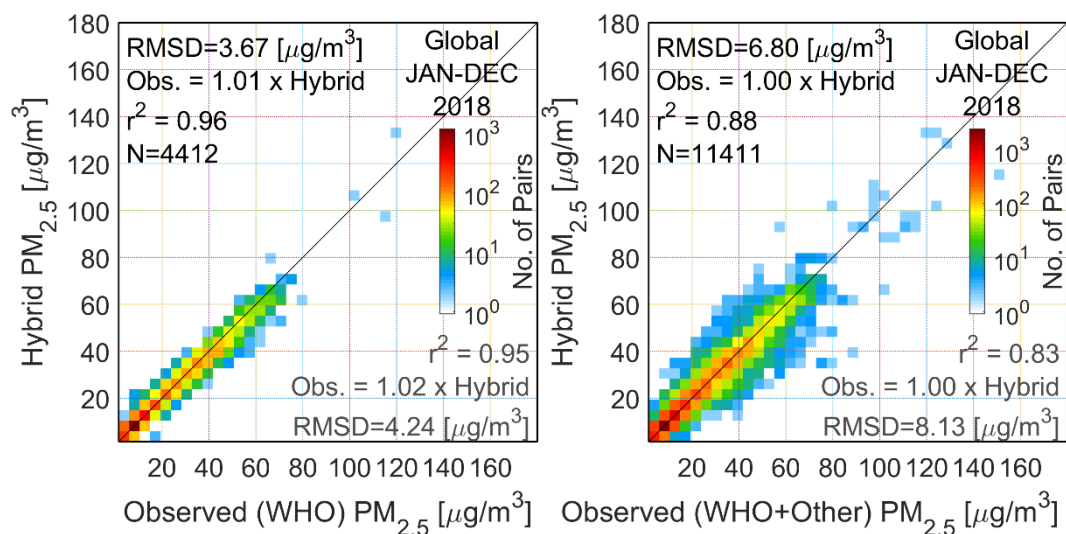 180
160
140
120
100
80
60
40
20
Hybrid PM2.5 [μg/m³]
RMSD=3.67 [μg/m³]
Obs. = 1.01 x Hybrid
r² = 0.96
N=4412
Global
JAN-DEC
2018
10³
10²
10¹
10⁰
No. of Pairs
r² = 0.95
Obs. = 1.02 x Hybrid
RMSD=4.24 [μg/m³]
20 40 60 80 100 120 140 160
Observed (WHO) PM2.5 [μg/m³]
180
160
140
120
100
80
60
40
20
Hybrid PM2.5 [μg/m³]
RMSD=6.80 [μg/m³]
Obs. = 1.00 x Hybrid
r² = 0.88
N=11411
Global
JAN-DEC
2018
10³
10²
10¹
10⁰
No. of Pairs
r² = 0.83
Obs. = 1.00 x Hybrid
RMSD=8.13 [μg/m³]
20 40 60 80 100 120 140 160
Observed (WHO+Other) PM2.5 [μg/m³]